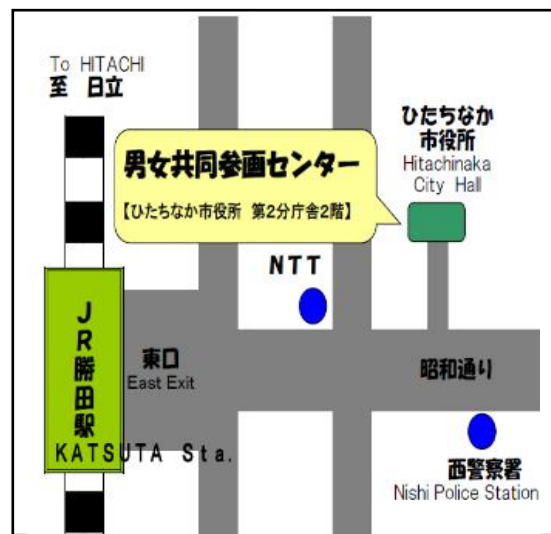 To HITACHI
至 日立
ひたちなか
市役所
Hitachinaka
City Hall
男女共同参画センター
【ひたちなか市役所 第2分庁舎2階】
NTT
JR勝田駅
KATSUTA Sta.
東口
East Exit
昭和通り
西警察署
Nishi Police Station